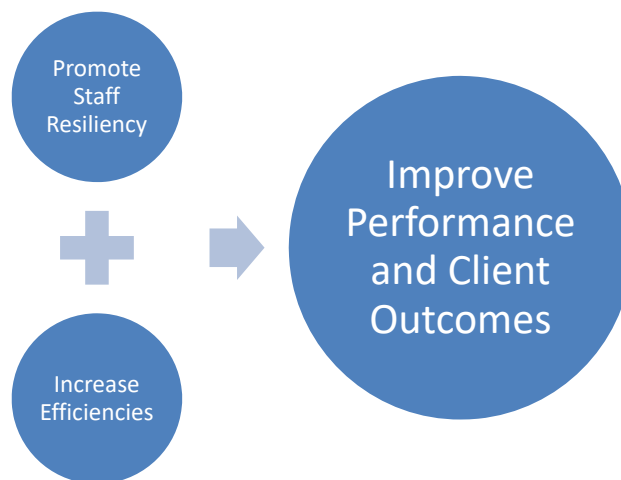 Promote
Staff
Resiliency
Increase
Efficiencies
Improve
Performance
and Client
Outcomes